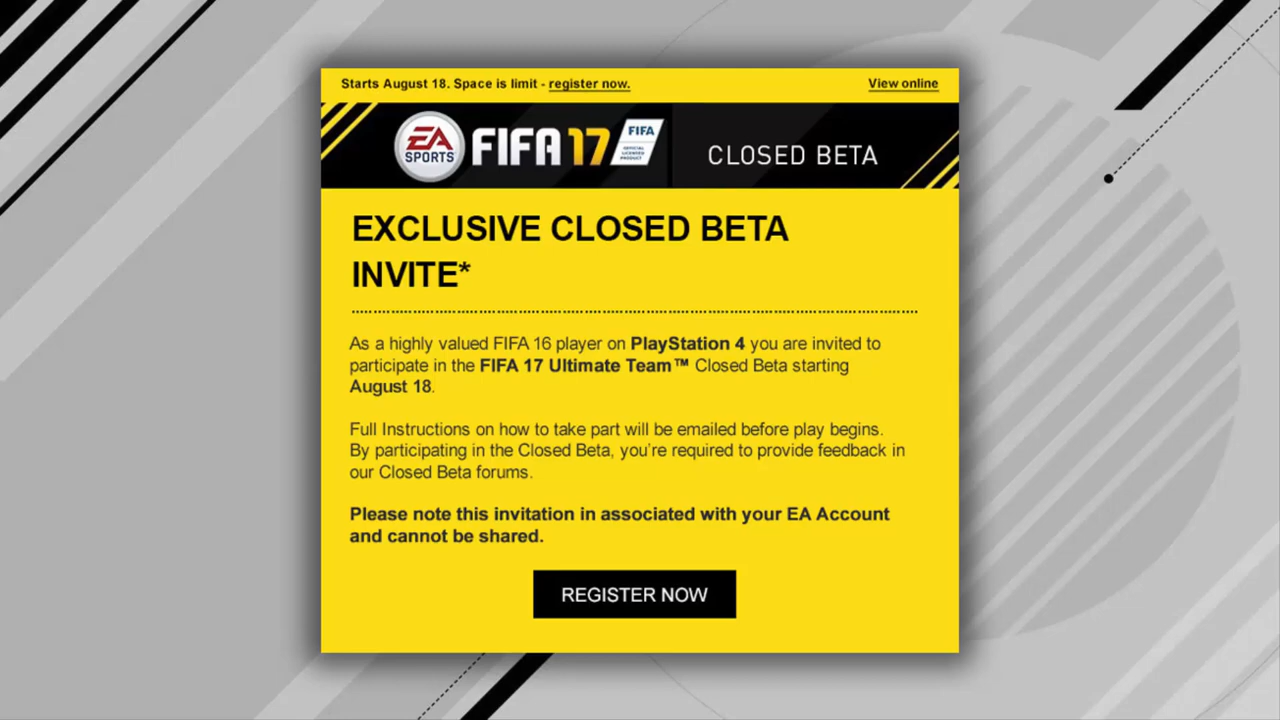 Starts August 18. Space is limit - register now.
View online
EA SPORTS
FIFA 17
FIFA
OFFICIAL
LICENSED
PRODUCT
CLOSED BETA
EXCLUSIVE CLOSED BETA
INVITE*
As a highly valued FIFA 16 player on PlayStation 4 you are invited to
participate in the FIFA 17 Ultimate Team™ Closed Beta starting
August 18.
Full Instructions on how to take part will be emailed before play begins.
By participating in the Closed Beta, you’re required to provide feedback in
our Closed Beta forums.
Please note this invitation in associated with your EA Account
and cannot be shared.
REGISTER NOW